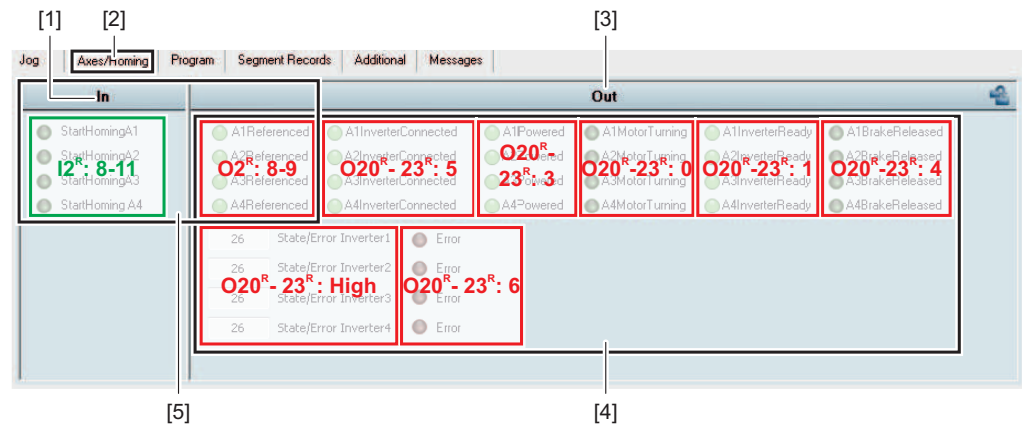 [1] [2] [3]
Jog Axes/Homing Program Segment Records Additional Messages
In Out
StartHomingA1 A1Referenced A1InverterConnected A1Powered A1MotorTurning A1InverterReady A1BrakeReleased
StartHomingA2 A2Referenced A2InverterConnected A2Powered A2MotorTurning A2InverterReady A2BrakeReleased
I2R: 8-11 O2R: 8-9 O20R- 23R: 5 O20R- 23R: 3 O20R-23R: 0 O20R-23R: 1 O20R-23R: 4
StartHomingA3 A3Referenced A3InverterConnected A3Powered A3MotorTurning A3InverterReady A3BrakeReleased
StartHoming A4 A4Referenced A4InverterConnected A4Powered A4MotorTurning A4InverterReady A4BrakeReleased
26 State/Error Inverter1 Error
26 State/Error Inverter2 Error
O20R- 23R: High O20R- 23R: 6
26 State/Error Inverter3 Error
26 State/Error Inverter4 Error
[5] [4]